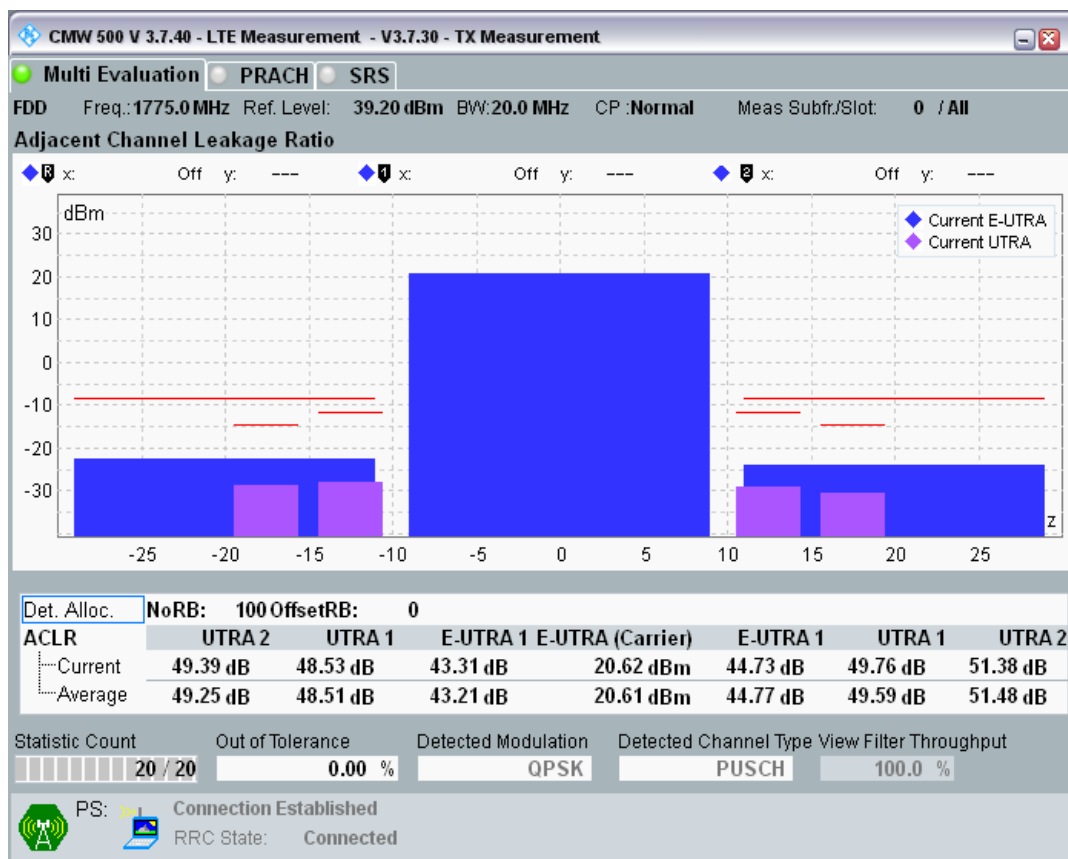 CMW 500 V 3.7.40 - LTE Measurement - V3.7.30 - TX Measurement
Multi Evaluation PRACH SRS
FDD Freq.: 1775.0 MHz Ref. Level: 39.20 dBm BW: 20.0 MHz CP : Normal Meas Subfr./Slot: 0 / All
Adjacent Channel Leakage Ratio
R x: Off y: --- 1 x: Off y: --- 2 x: Off y: ---
dBm
Current E-UTRA
Current UTRA
30
20
10
0
-10
-20
-30
z
-25 -20 -15 -10 -5 0 5 10 15 20 25
Det. Alloc. NoRB: 100 OffsetRB: 0
ACLR UTRA 2 UTRA 1 E-UTRA 1 E-UTRA (Carrier) E-UTRA 1 UTRA 1 UTRA 2
Current 49.39 dB 48.53 dB 43.31 dB 20.62 dBm 44.73 dB 49.76 dB 51.38 dB
Average 49.25 dB 48.51 dB 43.21 dB 20.61 dBm 44.77 dB 49.59 dB 51.48 dB
Statistic Count Out of Tolerance Detected Modulation Detected Channel Type View Filter Throughput
20 / 20 0.00 % QPSK PUSCH 100.0 %
PS: Connection Established
RRC State: Connected